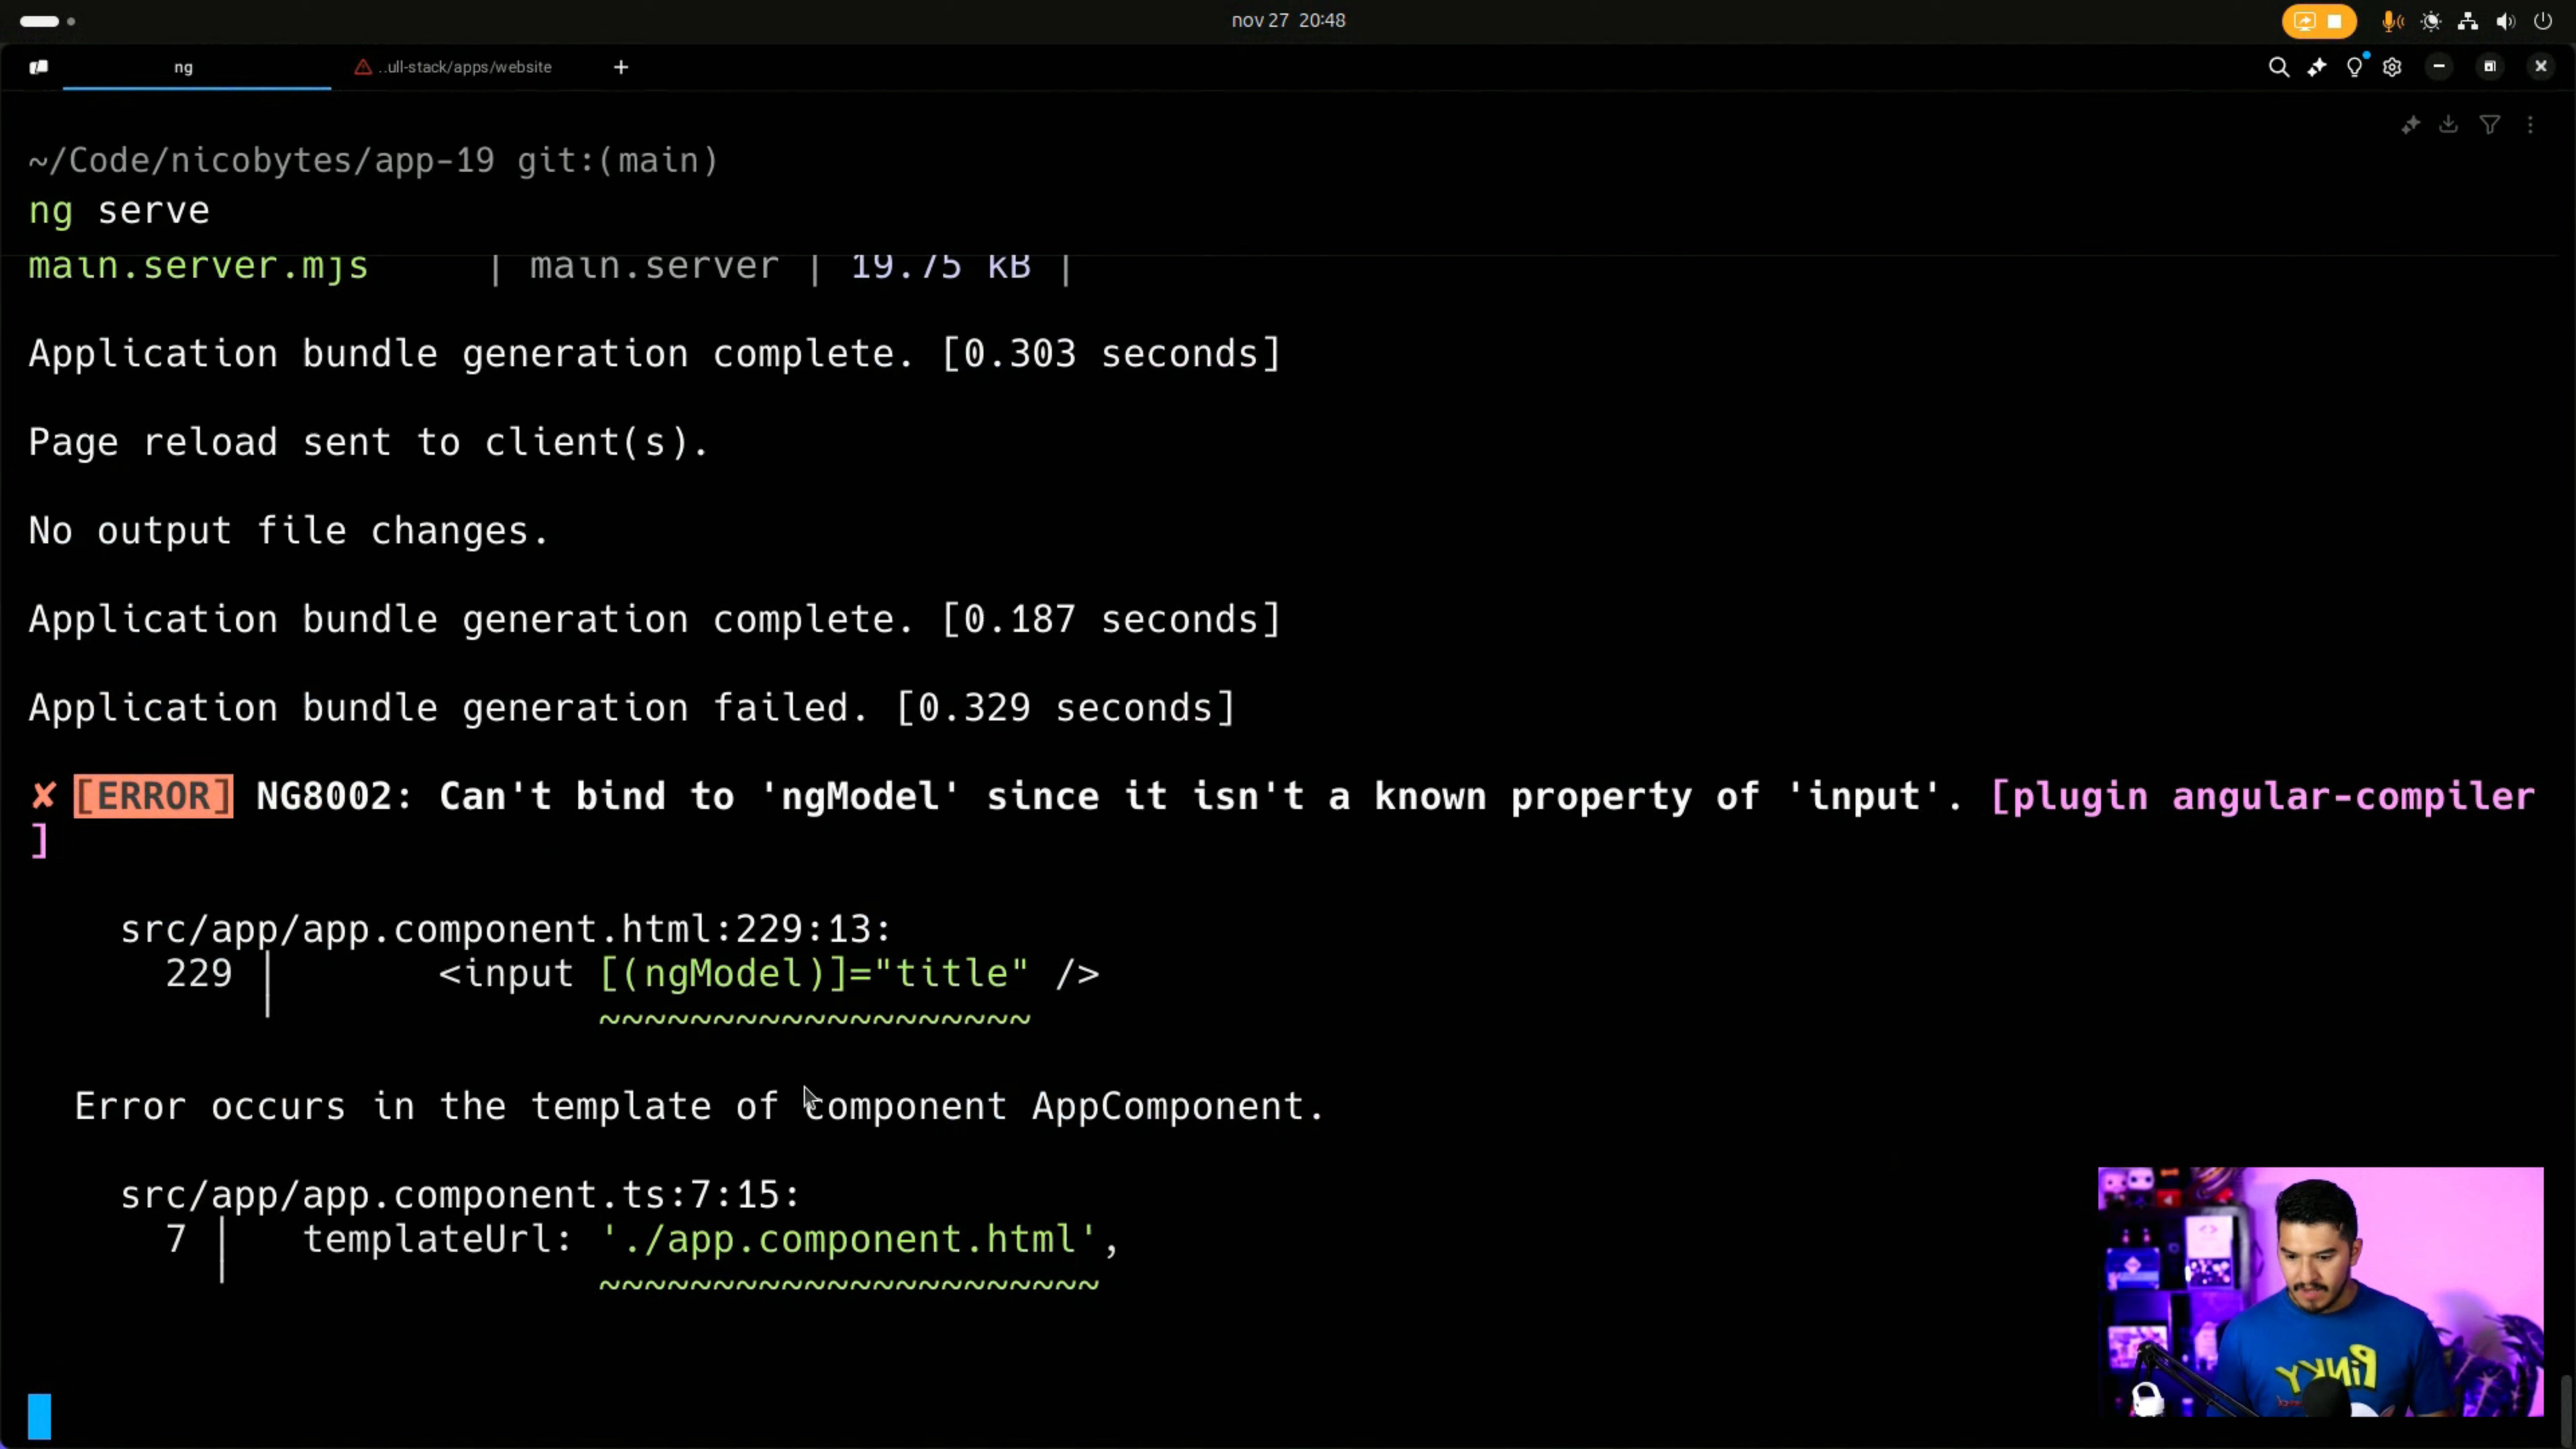 nov 27 20:48
ng
..ull-stack/apps/website
~/Code/nicobytes/app-19 git:(main)
ng serve
main.server.mjs | main.server | 19.75 kB |
Application bundle generation complete. [0.303 seconds]
Page reload sent to client(s).
No output file changes.
Application bundle generation complete. [0.187 seconds]
Application bundle generation failed. [0.329 seconds]
✘ [ERROR] NG8002: Can't bind to 'ngModel' since it isn't a known property of 'input'. [plugin angular-compiler
]
src/app/app.component.html:229:13:
229 │ <input [(ngModel)]="title" />
~~~~~~~~~~~~~~~~~~~
Error occurs in the template of component AppComponent.
src/app/app.component.ts:7:15:
7 │ templateUrl: './app.component.html',
~~~~~~~~~~~~~~~~~~~~~~
PINKY